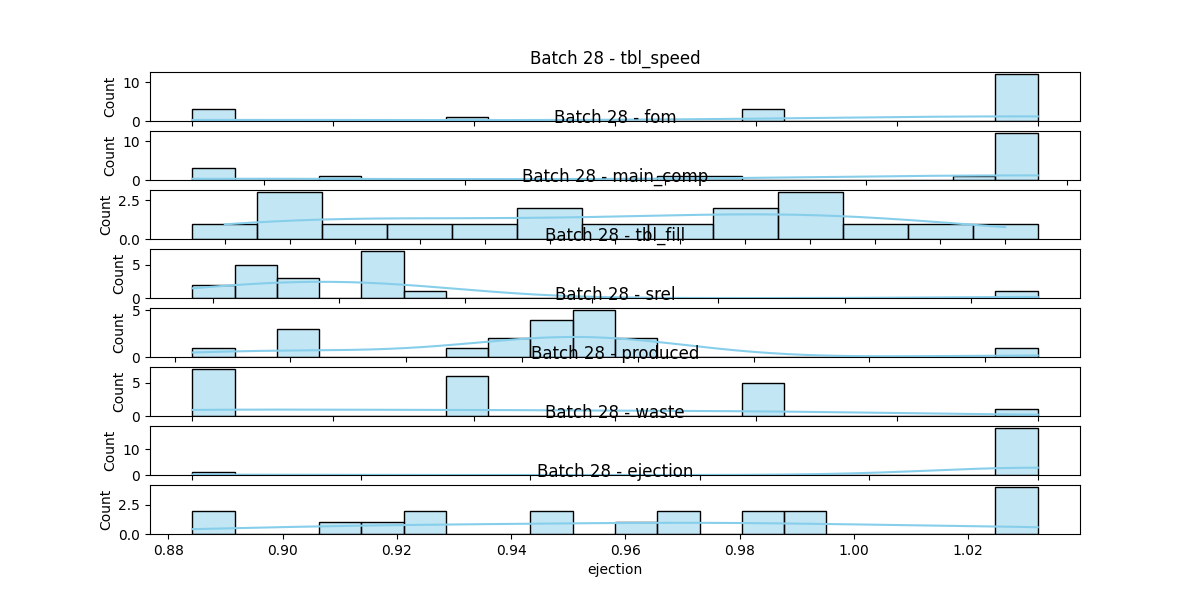 Batch 28 - tbl_speed
10
0
Count
Batch 28 - fom
10
0
Count
Batch 28 - main_comp
2.5
0.0
Count
Batch 28 - tbl_fill
5
0
Count
Batch 28 - srel
5
0
Count
Batch 28 - produced
5
0
Count
Batch 28 - waste
10
0
Count
Batch 28 - ejection
2.5
0.0
Count
0.88 0.90 0.92 0.94 0.96 0.98 1.00 1.02
ejection